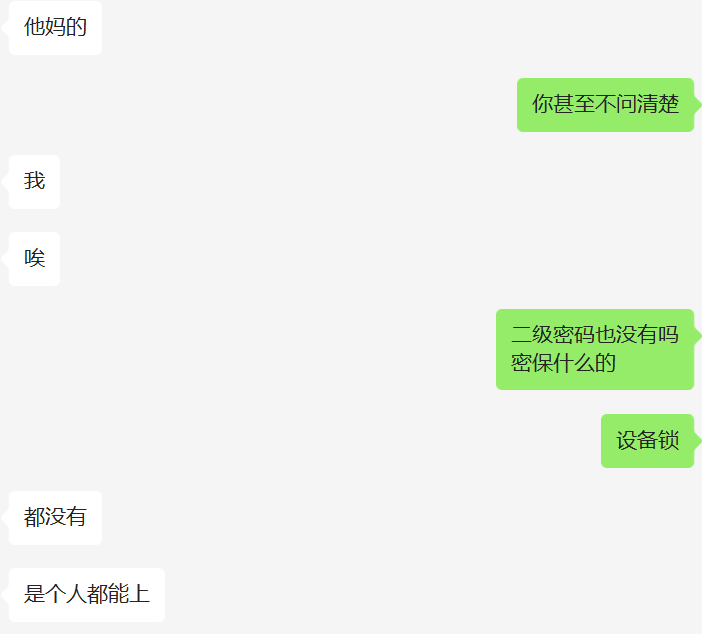 他妈的
你甚至不问清楚
我
唉
二级密码也没有吗
密保什么的
设备锁
都没有
是个人都能上